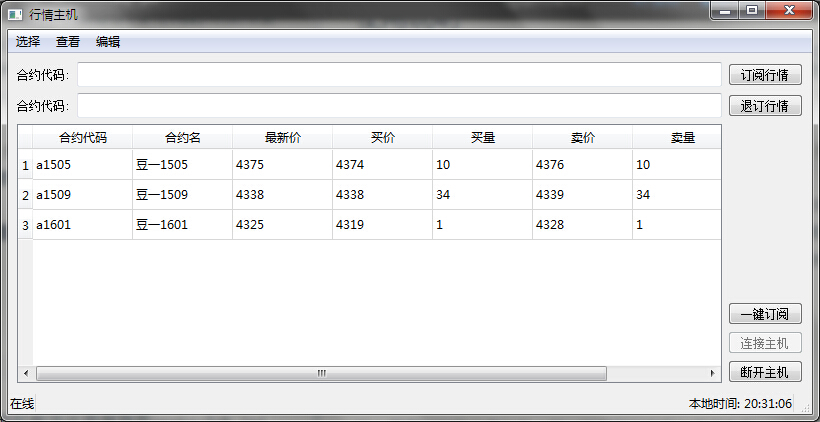 行情主机
选择 查看 编辑
合约代码: 订阅行情
合约代码: 退订行情
合约代码 合约名 最新价 买价 买量 卖价 卖量
1 a1505 豆一1505 4375 4374 10 4376 10
2 a1509 豆一1509 4338 4338 34 4339 34
3 a1601 豆一1601 4325 4319 1 4328 1
一键订阅
连接主机
断开主机
在线 本地时间: 20:31:06